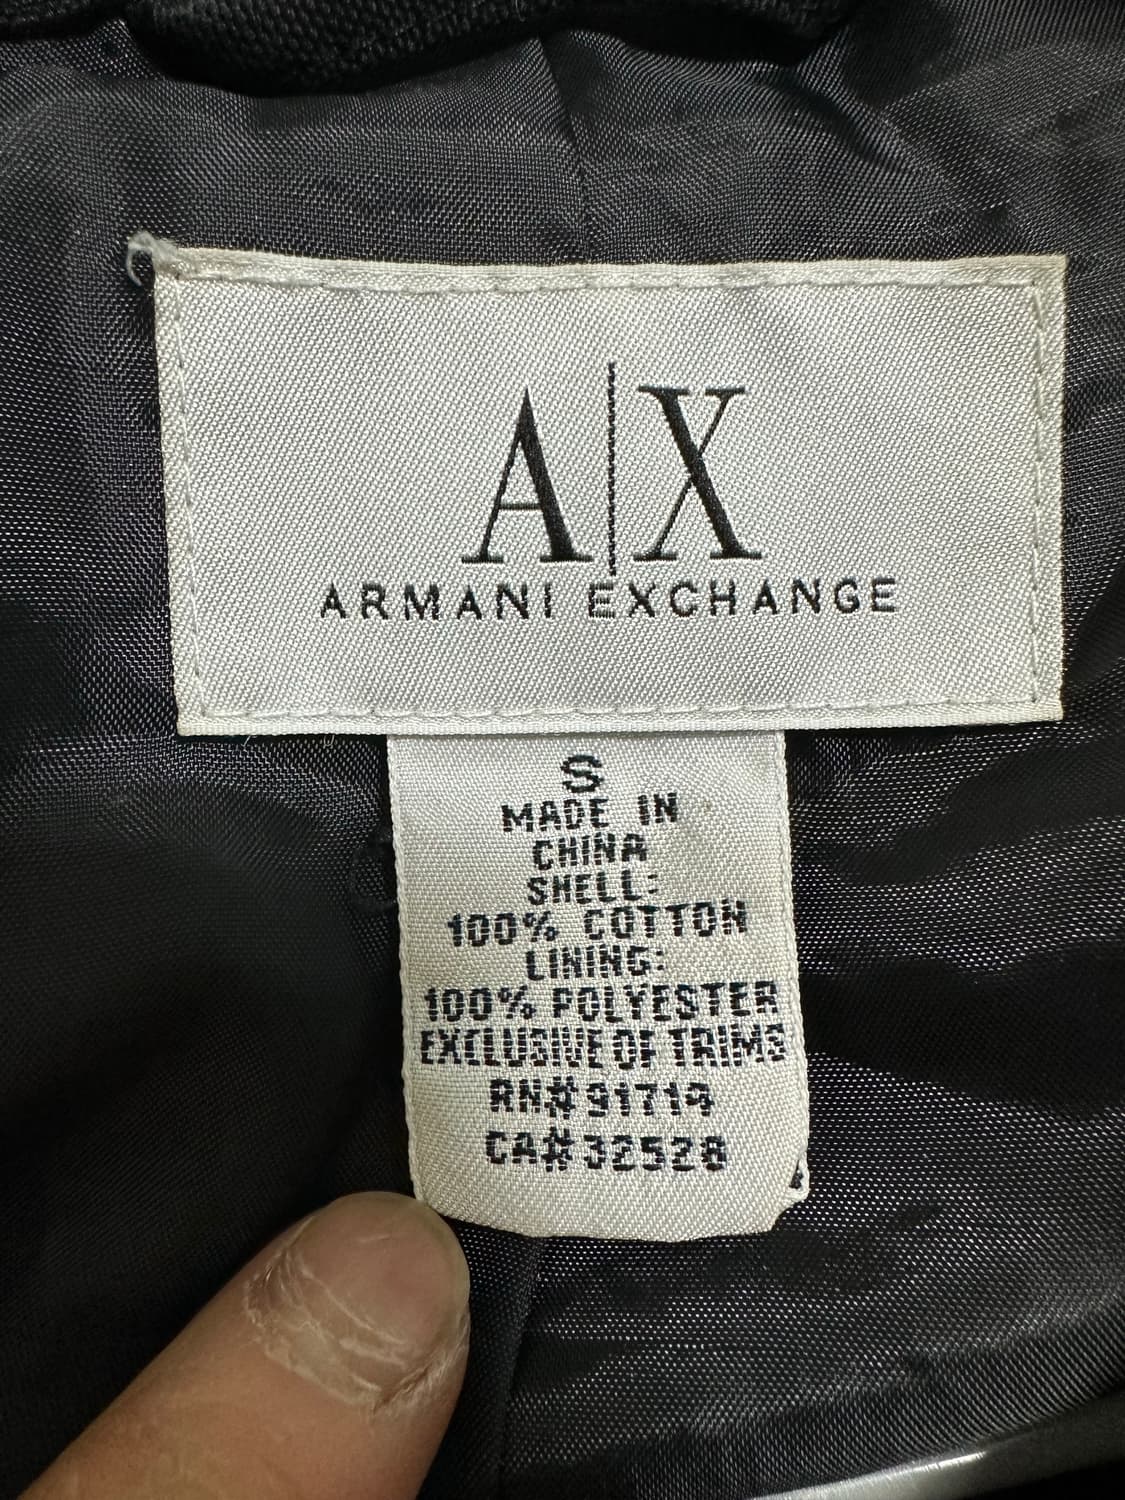 A|X
ARMANI EXCHANGE
S
MADE IN
CHINA
SHELL:
100% COTTON
LINING:
100% POLYESTER
EXCLUSIVE OF TRIMS
RN# 91719
CA# 32528